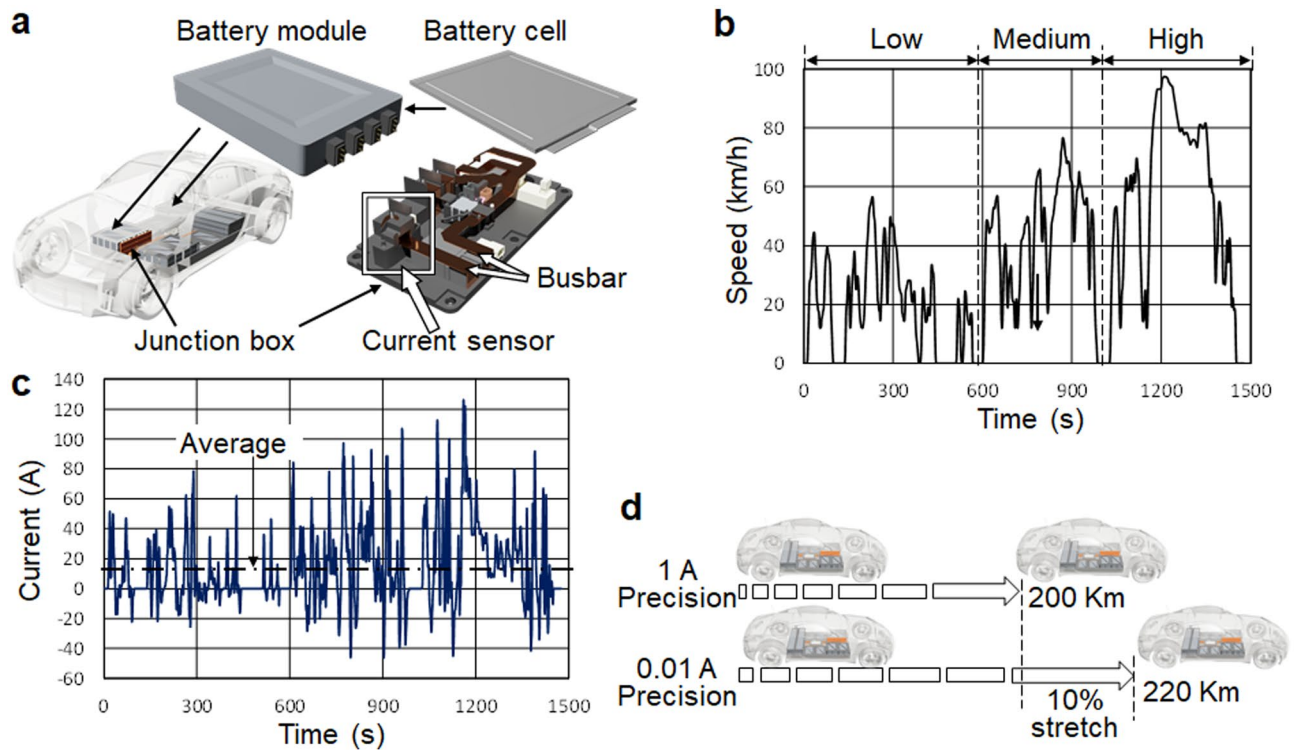 a
Battery module
Battery cell
Junction box
Current sensor
Busbar
b
Low
Medium
High
Speed (km/h)
100
80
60
40
20
0
0
300
600
900
1200
1500
Time (s)
c
Average
Current (A)
140
120
100
80
60
40
20
0
-20
-40
-60
0
300
600
900
1200
1500
Time (s)
d
1 A
Precision
200 Km
0.01 A
Precision
10%
stretch
220 Km